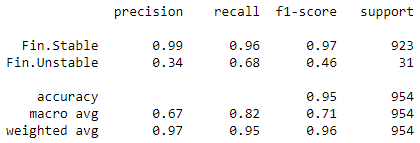 precision recall f1-score support
Fin.Stable 0.99 0.96 0.97 923
Fin.Unstable 0.34 0.68 0.46 31
accuracy 0.95 954
macro avg 0.67 0.82 0.71 954
weighted avg 0.97 0.95 0.96 954